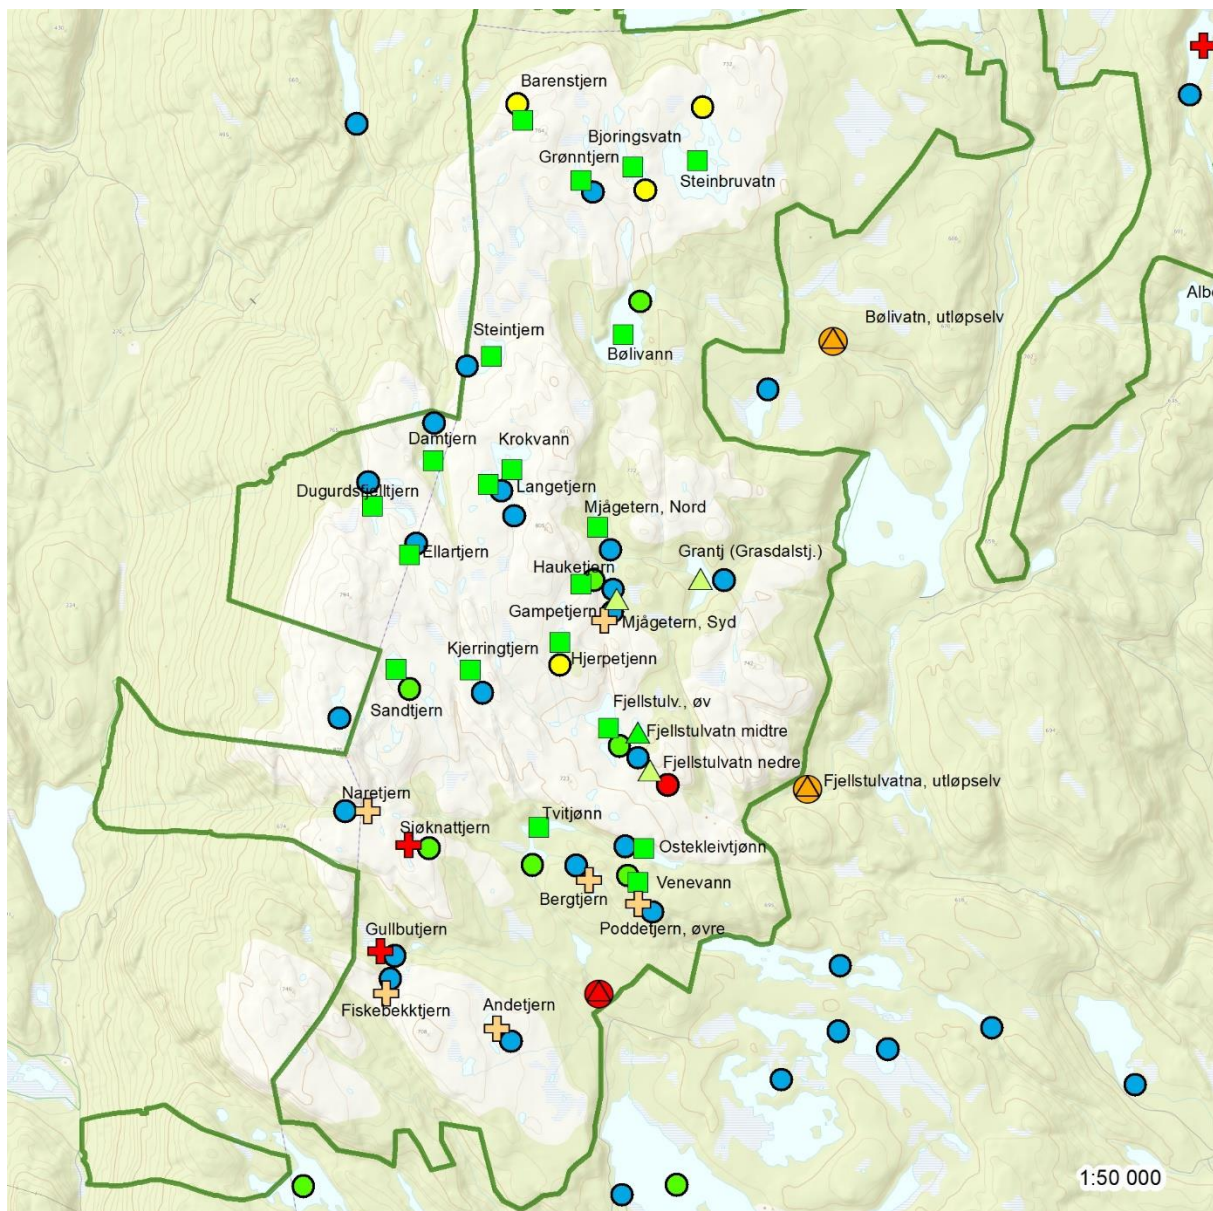 Barenstjern
Bjoringsvatn
Grønntjern
Steinbruvatn
Bølivatn, utløpselv
Steintjern
Bølivann
Damtjern
Krokvann
Langetjern
Dugurdsfjelltjern
Mjågetern, Nord
Ellartjern
Grantj (Grasdalstj.)
Hauketjern
Gampetjern
Mjågetern, Syd
Kjerringtjern
Hjerpetjenn
Sandtjern
Fjellstulv., øv
Fjellstulvatn midtre
Fjellstulvatn nedre
Fjellstulvatna, utløpselv
Naretjern
Sjøknattjern
Tvitjønn
Ostekleivtjønn
Bergtjern
Venevann
Poddetjern, øvre
Gullbutjern
Fiskebekktjern
Andetjern
1:50 000